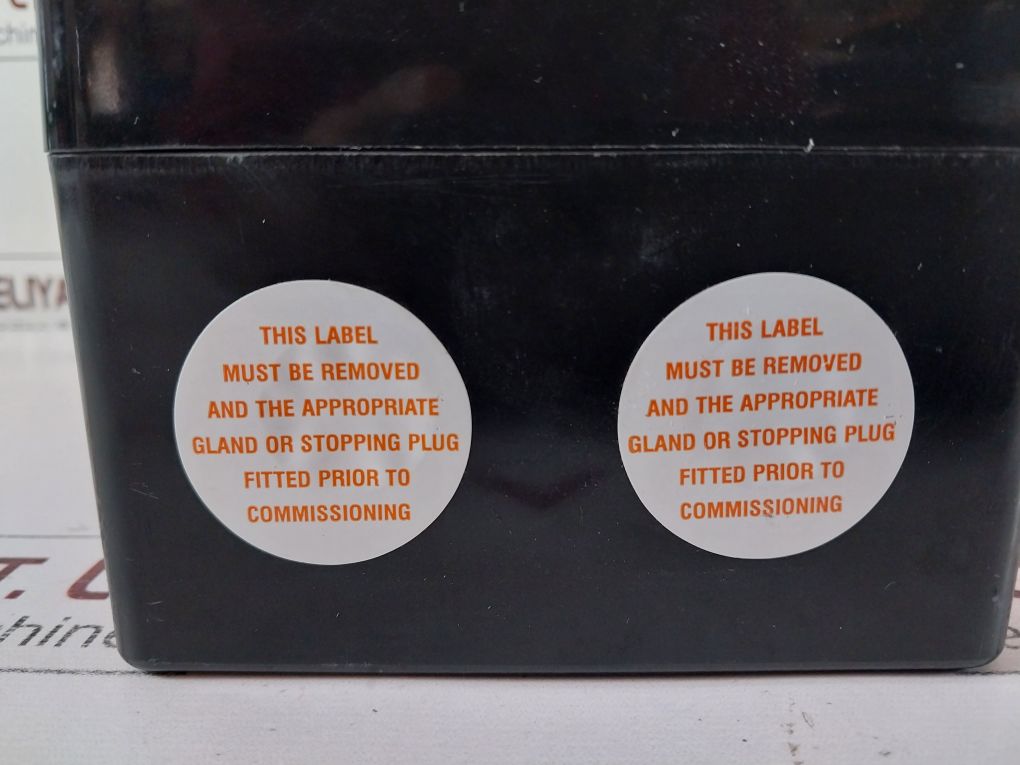 THIS LABEL
MUST BE REMOVED
AND THE APPROPRIATE
GLAND OR STOPPING PLUG
FITTED PRIOR TO
COMMISSIONING
THIS LABEL
MUST BE REMOVED
AND THE APPROPRIATE
GLAND OR STOPPING PLUG
FITTED PRIOR TO
COMMISSIONING